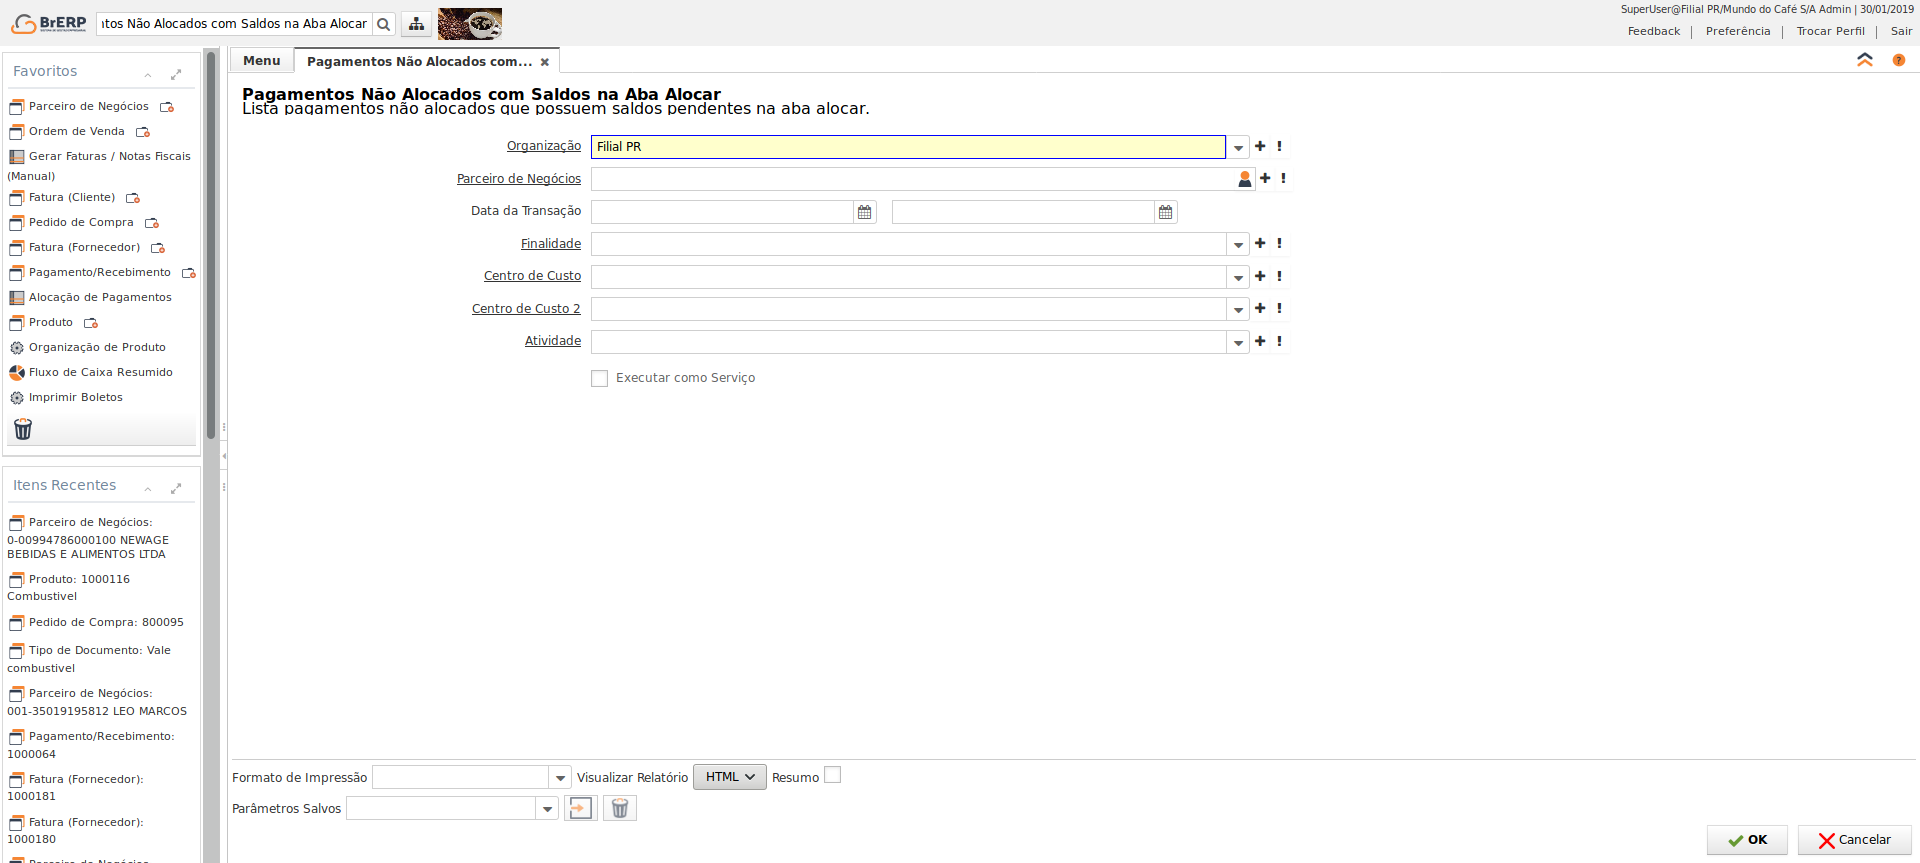 BrERP
ntos Não Alocados com Saldos na Aba Alocar
SuperUser@Filial PR/Mundo do Café S/A Admin | 30/01/2019
Feedback | Preferência | Trocar Perfil | Sair
Favoritos
Parceiro de Negócios
Ordem de Venda
Gerar Faturas / Notas Fiscais
(Manual)
Fatura (Cliente)
Pedido de Compra
Fatura (Fornecedor)
Pagamento/Recebimento
Alocação de Pagamentos
Produto
Organização de Produto
Fluxo de Caixa Resumido
Imprimir Boletos
Itens Recentes
Parceiro de Negócios:
0-00994786000100 NEWAGE
BEBIDAS E ALIMENTOS LTDA
Produto: 1000116
Combustivel
Pedido de Compra: 800095
Tipo de Documento: Vale
combustivel
Parceiro de Negócios:
001-35019195812 LEO MARCOS
Pagamento/Recebimento:
1000064
Fatura (Fornecedor):
1000181
Fatura (Fornecedor):
1000180
Parceiro de Negócios
Menu
Pagamentos Não Alocados com...
Pagamentos Não Alocados com Saldos na Aba Alocar
Lista pagamentos não alocados que possuem saldos pendentes na aba alocar.
Organização Filial PR
Parceiro de Negócios
Data da Transação
Finalidade
Centro de Custo
Centro de Custo 2
Atividade
Executar como Serviço
Formato de Impressão Visualizar Relatório HTML Resumo
Parâmetros Salvos
OK Cancelar